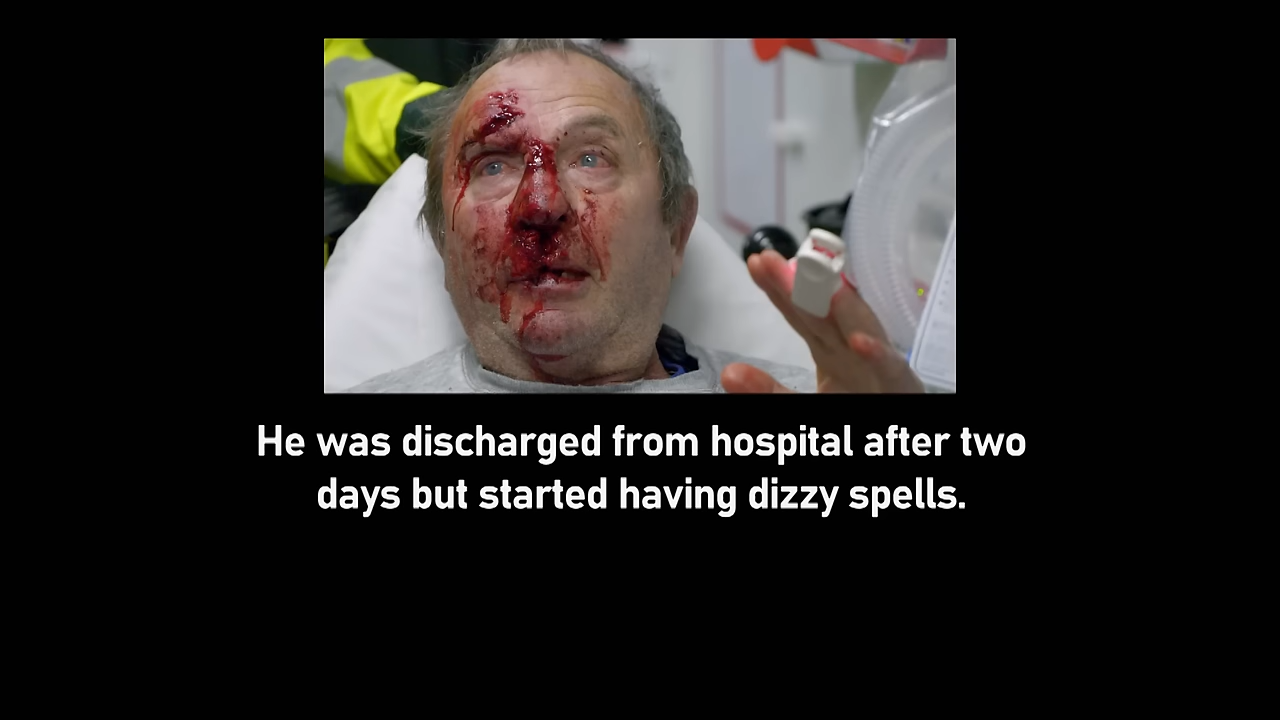 He was discharged from hospital after two
days but started having dizzy spells.